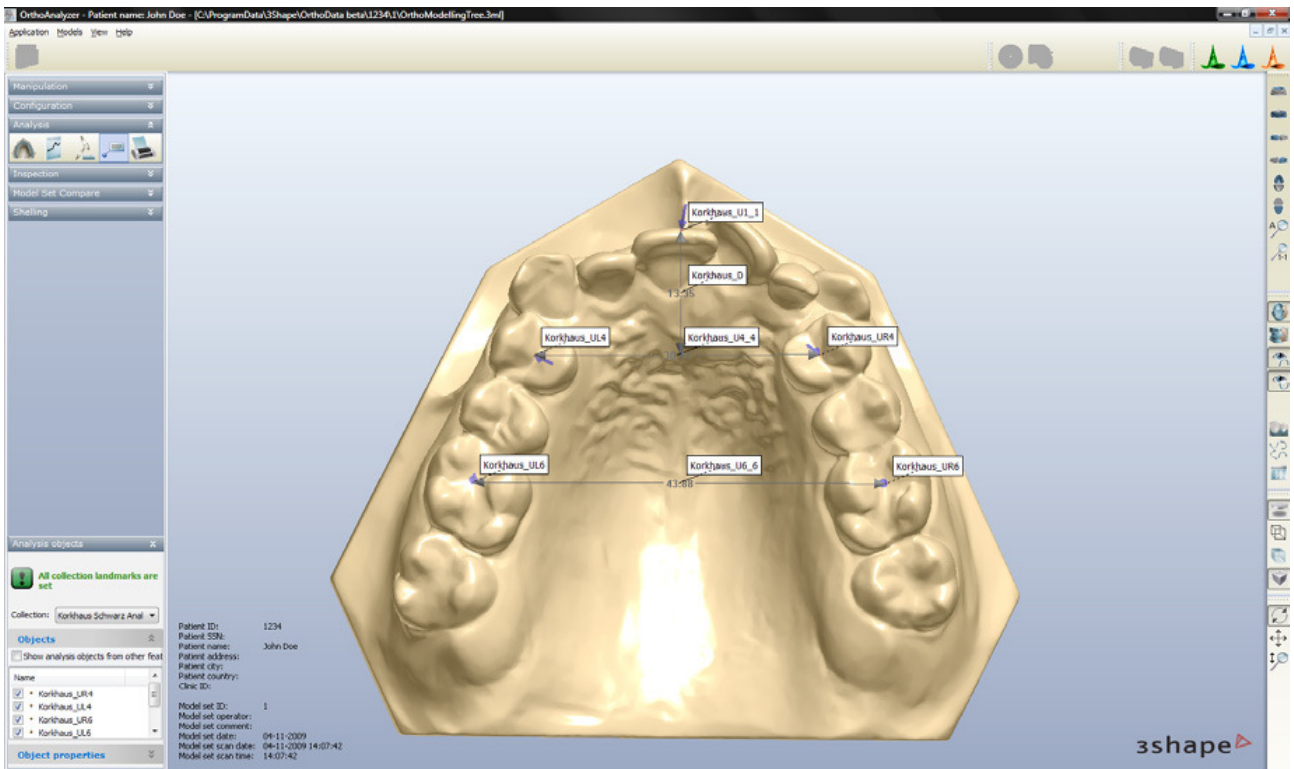 OrthoAnalyzer - Patient name: John Doe - [C:\ProgramData\3Shape\OrthoData beta\1234\1\OrthoModellingTree.3ml]
Application Models View Help
Manipulation
Configuration
Analysis
Inspection
Model Set Compare
Shelling
Korkhaus_U1_1
Korkhaus_D
13.35
Korkhaus_UL4
Korkhaus_U4_4
Korkhaus_UR4
Korkhaus_UL6
Korkhaus_U6_6
Korkhaus_UR6
43.88
Analysis objects
All collection landmarks are
set
Collection: Korkhaus Schwarz Anal
Objects
Show analysis objects from other feat
Name
Korkhaus_UR4
Korkhaus_UL4
Korkhaus_UR6
Korkhaus_UL6
Object properties
Patient ID: 1234
Patient SSN:
Patient name: John Doe
Patient address:
Patient city:
Patient country:
Clinic ID:
Model set ID: 1
Model set operator:
Model set comment:
Model set date: 04-11-2009
Model set scan date: 04-11-2009 14:07:42
Model set scan time: 14:07:42
3shape